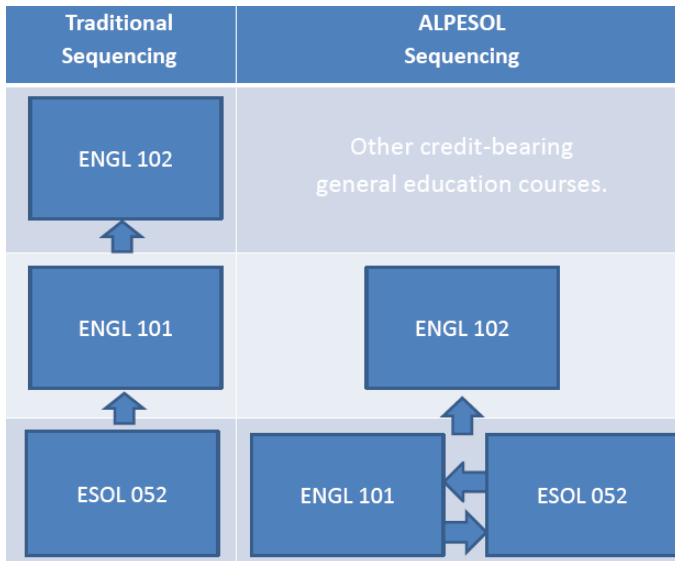 Traditional
Sequencing
ALPESOL
Sequencing
ENGL 102
Other credit-bearing
general education courses.
ENGL 101
ENGL 102
ESOL 052
ENGL 101
ESOL 052